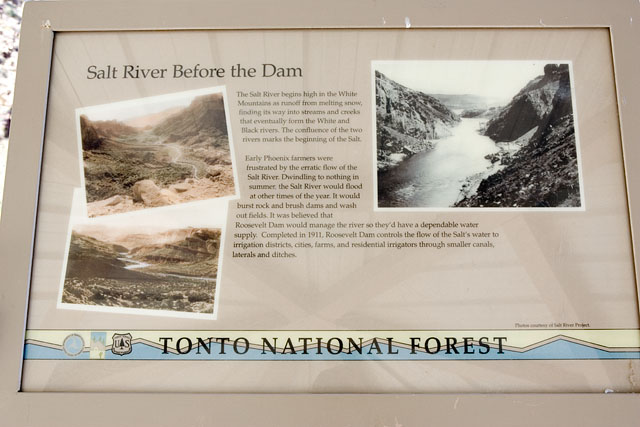 Salt River Before the Dam
The Salt River begins high in the White
Mountains as runoff from melting snow,
finding its way into streams and creeks
that eventually form the White and
Black rivers. The confluence of the two
rivers marks the beginning of the Salt.
Early Phoenix farmers were
frustrated by the erratic flow of the
Salt River. Dwindling to nothing in
summer, the Salt River would flood
at other times of the year. It would
burst rock and brush dams and wash
out fields. It was believed that
Roosevelt Dam would manage the river so they'd have a dependable water
supply. Completed in 1911, Roosevelt Dam controls the flow of the Salt's water to
irrigation districts, cities, farms, and residential irrigators through smaller canals,
laterals and ditches.
Photos courtesy of Salt River Project
UAS
TONTO NATIONAL FOREST